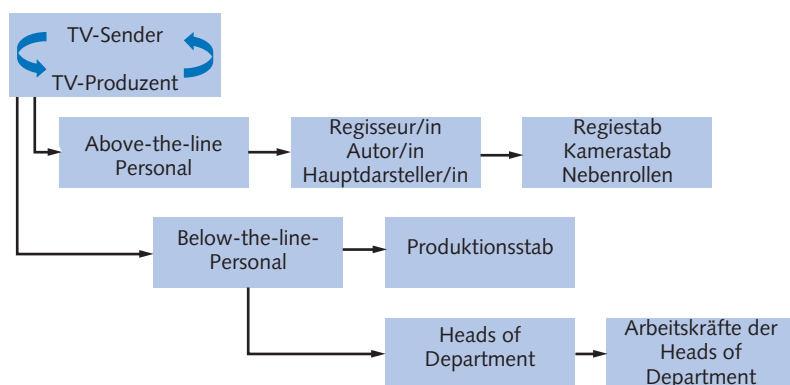 TV-Sender
TV-Produzent
Above-the-line
Personal
Regisseur/in
Autor/in
Hauptdarsteller/in
Regiestab
Kamerastab
Nebenrollen
Below-the-line-
Personal
Produktionsstab
Heads of
Department
Arbeitskräfte der
Heads of
Department